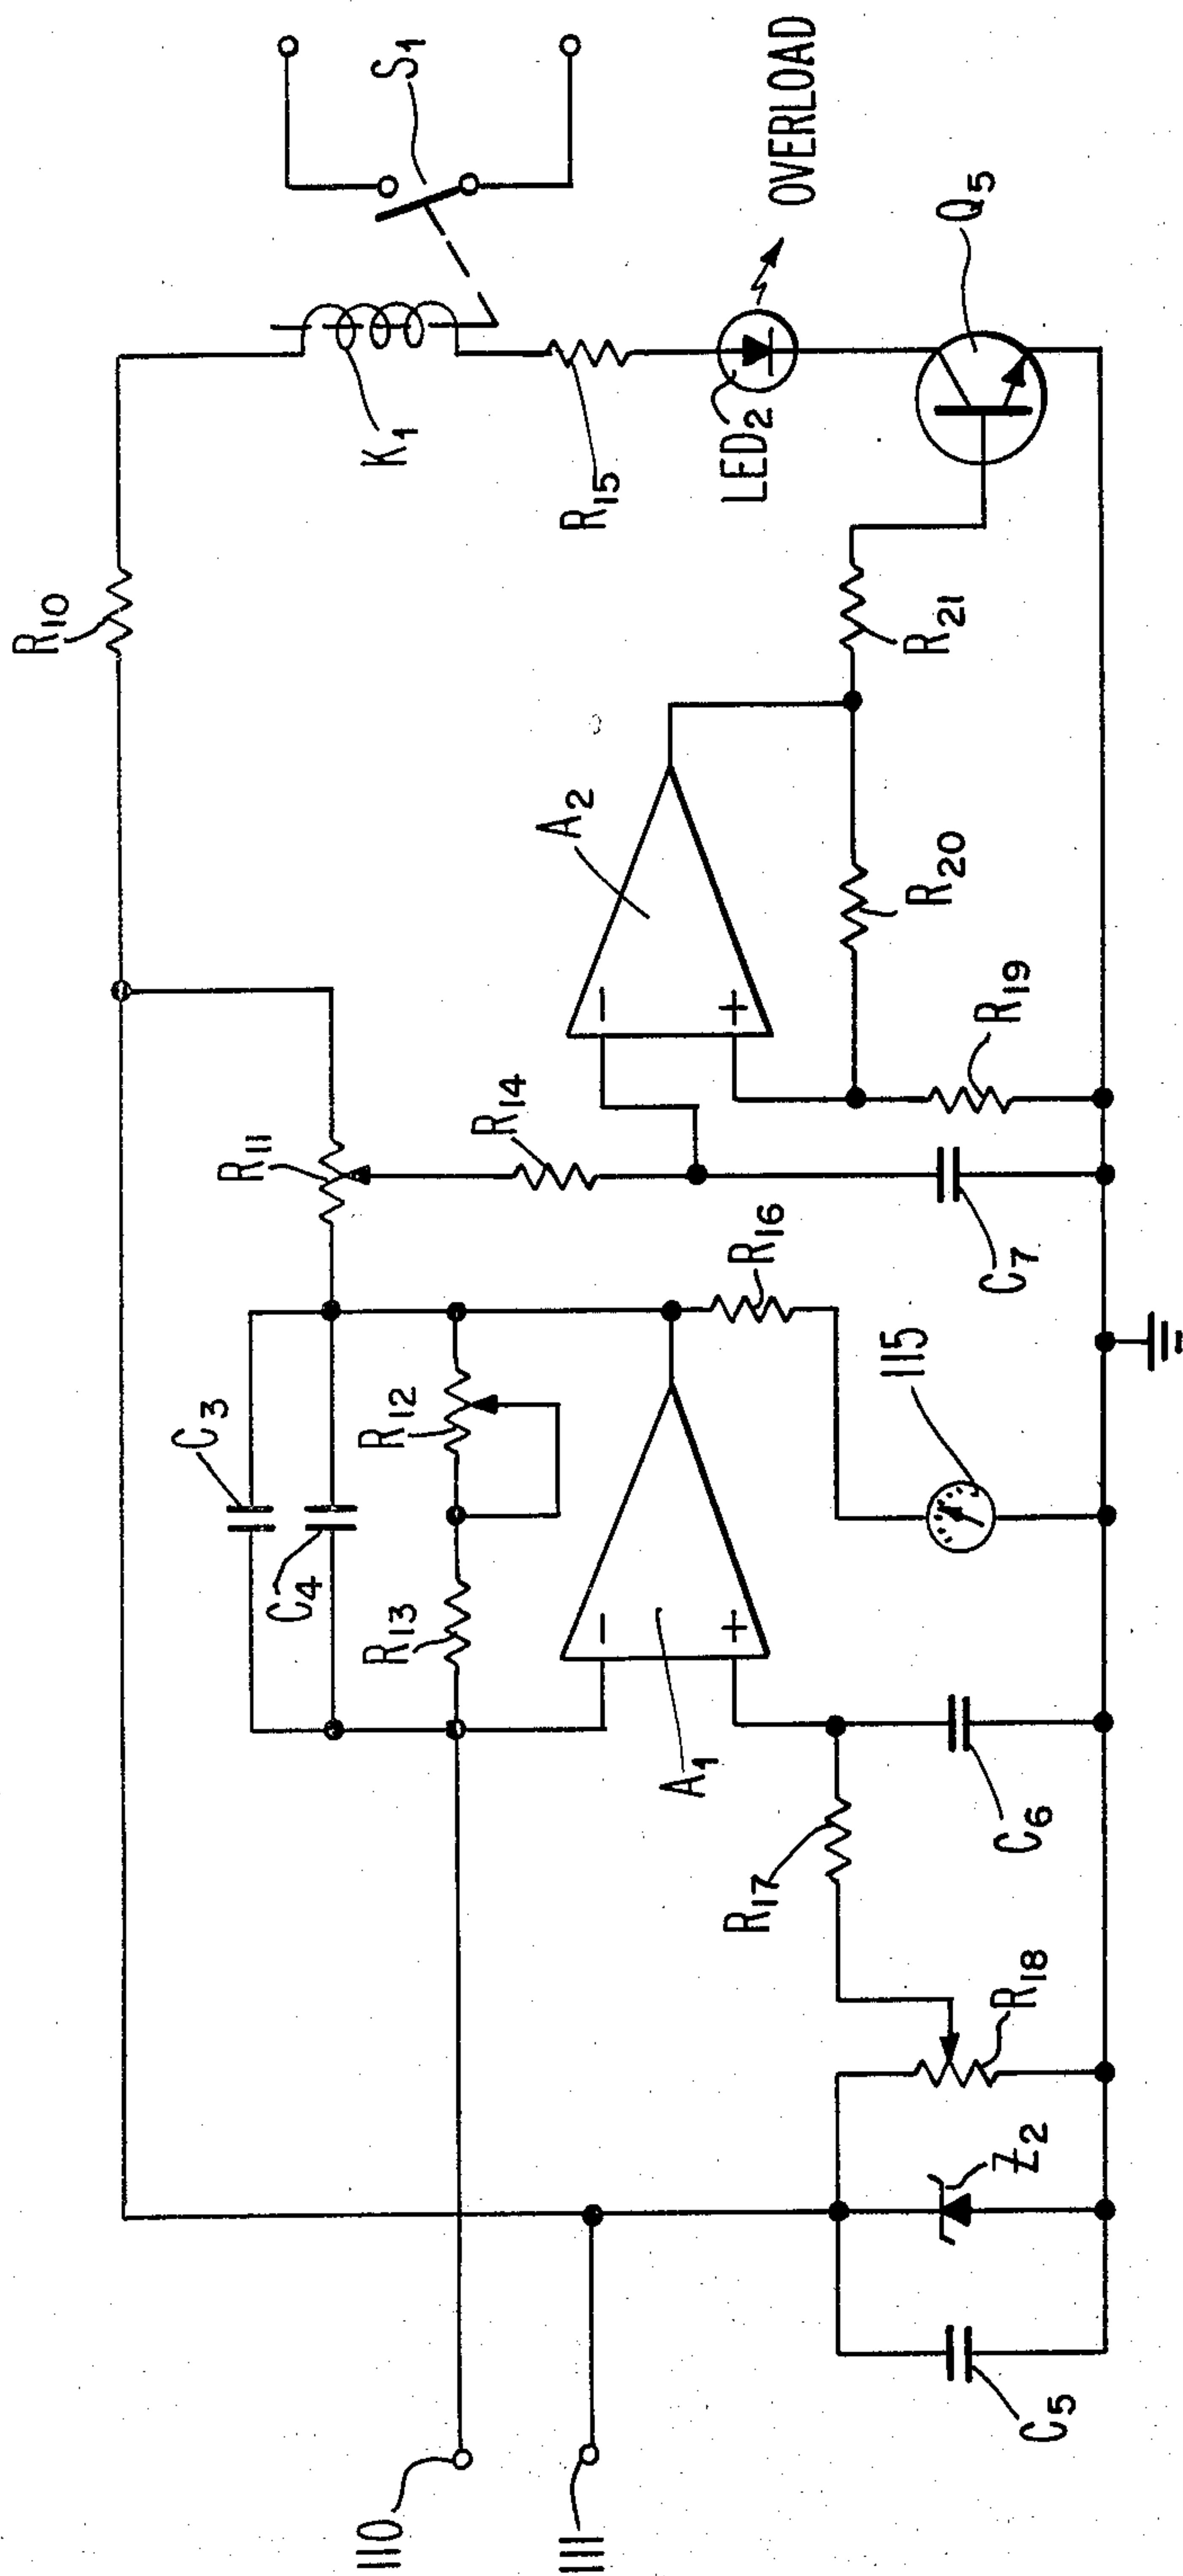 R10
S1
K1
R11
C3
C4
R12
R13
R14
R15
OVERLOAD
LED2
A2
A1
R16
R21
Q5
R20
R19
R17
115
C7
C6
R18
Z2
C5
110
111
- + - +